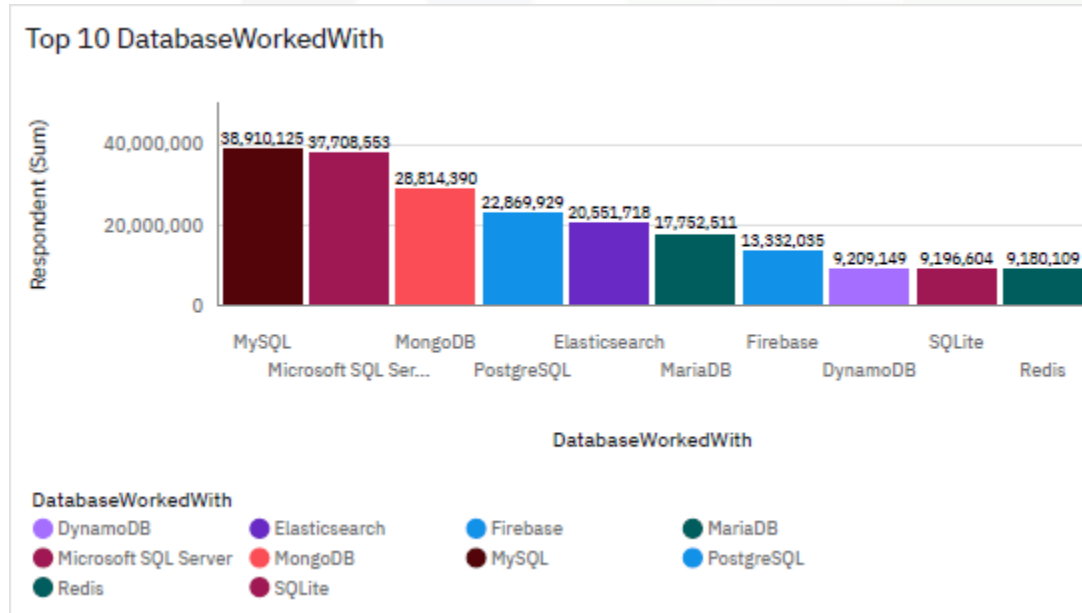 Top 10 DatabaseWorkedWith
Respondent (Sum)
40,000,000
20,000,000
0
38,910,125
37,708,553
28,814,390
22,869,929
20,551,718
17,752,511
13,332,035
9,209,149
9,196,604
9,180,109
MySQL
Microsoft SQL Ser...
MongoDB
PostgreSQL
Elasticsearch
MariaDB
Firebase
DynamoDB
SQLite
Redis
DatabaseWorkedWith
DatabaseWorkedWith
DynamoDB
Elasticsearch
Firebase
MariaDB
Microsoft SQL Server
MongoDB
MySQL
PostgreSQL
Redis
SQLite